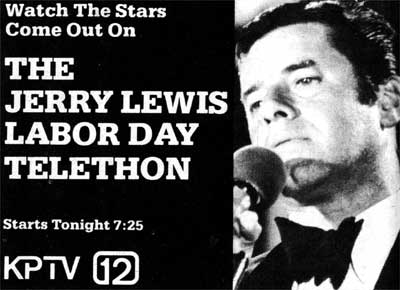 Watch The Stars
Come Out On
THE
JERRY LEWIS
LABOR DAY
TELETHON
Starts Tonight 7:25
KPTV 12